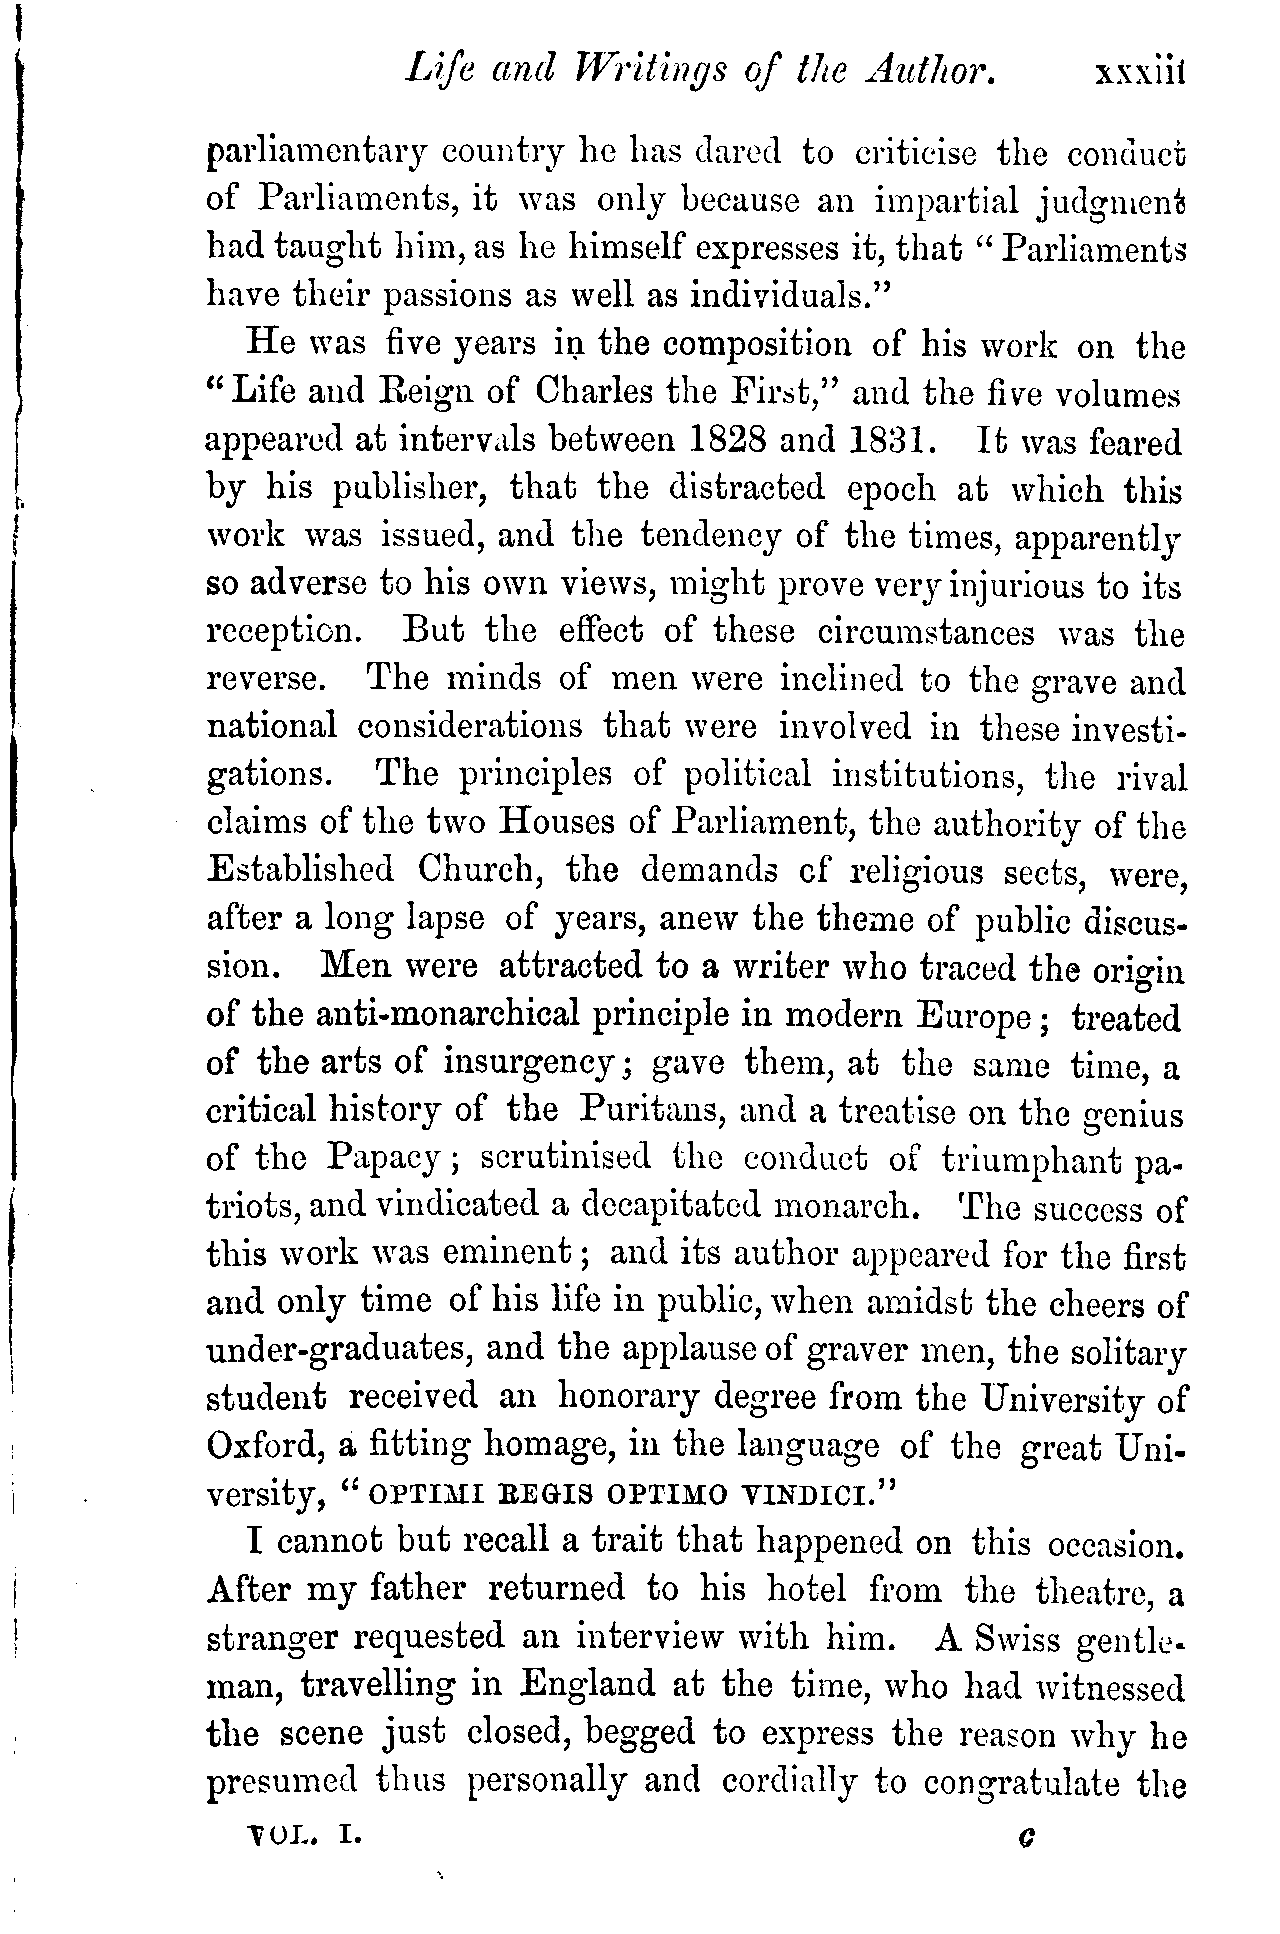 Life and Writings of the Author. xxxiii
parliamentary country he has dared to criticise the conduct
of Parliaments, it was only because an impartial judgment
had taught him, as he himself expresses it, that “ Parliaments
have their passions as well as individuals.”
He was five years in the composition of his work on the
“ Life and Reign of Charles the First,” and the five volumes
appeared at intervals between 1828 and 1831. It was feared
by his publisher, that the distracted epoch at which this
work was issued, and the tendency of the times, apparently
so adverse to his own views, might prove very injurious to its
reception. But the effect of these circumstances was the
reverse. The minds of men were inclined to the grave and
national considerations that were involved in these investi-
gations. The principles of political institutions, the rival
claims of the two Houses of Parliament, the authority of the
Established Church, the demands of religious sects, were,
after a long lapse of years, anew the theme of public discus-
sion. Men were attracted to a writer who traced the origin
of the anti-monarchical principle in modern Europe ; treated
of the arts of insurgency ; gave them, at the same time, a
critical history of the Puritans, and a treatise on the genius
of the Papacy ; scrutinised the conduct of triumphant pa-
triots, and vindicated a decapitated monarch. The success of
this work was eminent ; and its author appeared for the first
and only time of his life in public, when amidst the cheers of
under-graduates, and the applause of graver men, the solitary
student received an honorary degree from the University of
Oxford, a fitting homage, in the language of the great Uni-
versity, “ OPTIMI REGIS OPTIMO VINDICI.”
I cannot but recall a trait that happened on this occasion.
After my father returned to his hotel from the theatre, a
stranger requested an interview with him. A Swiss gentle-
man, travelling in England at the time, who had witnessed
the scene just closed, begged to express the reason why he
presumed thus personally and cordially to congratulate the
VOL. I. C